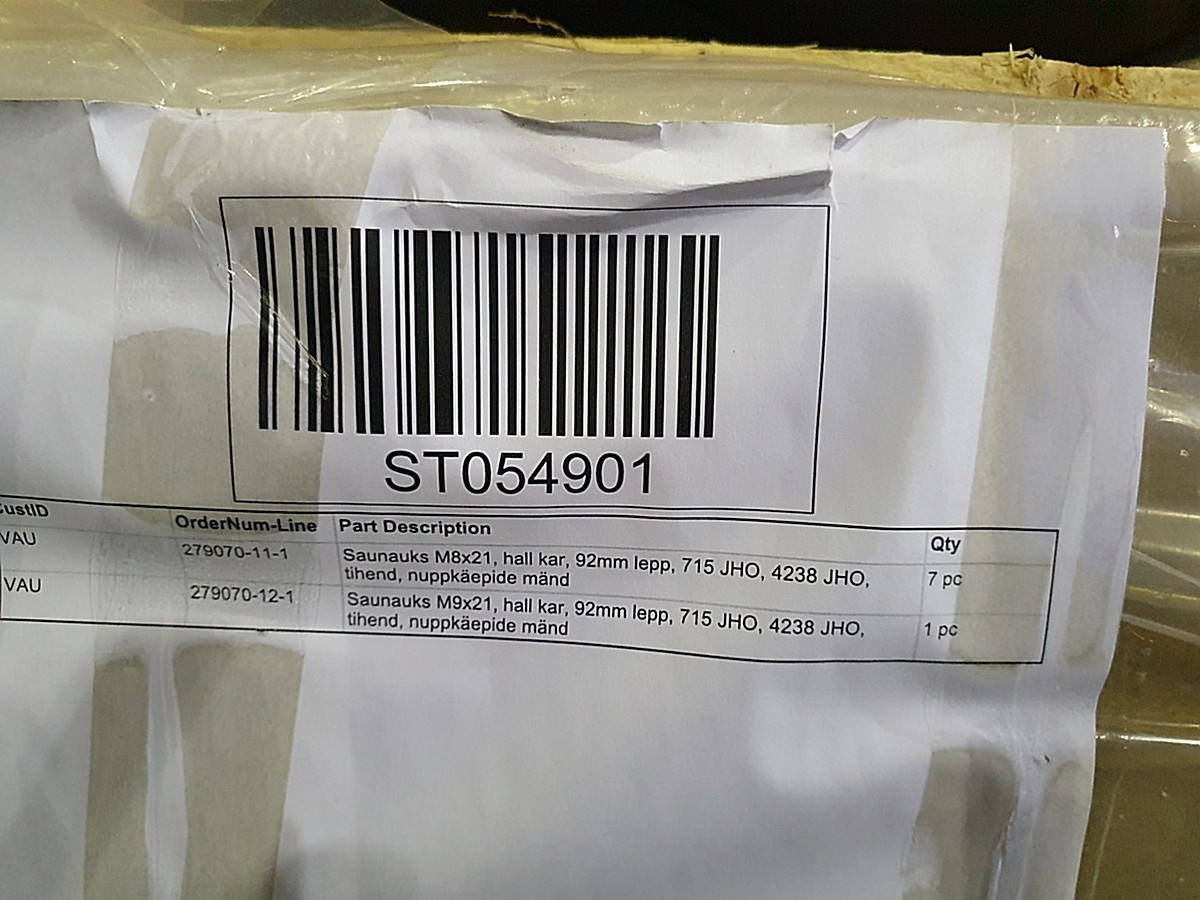 ST054901
CustID OrderNum-Line Part Description Qty
VAU 279070-11-1 Saunauks M8x21, hall kar, 92mm lepp, 715 JHO, 4238 JHO, 7 pc
tihend, nuppkäepide mänd
VAU 279070-12-1 Saunauks M9x21, hall kar, 92mm lepp, 715 JHO, 4238 JHO, 1 pc
tihend, nuppkäepide mänd